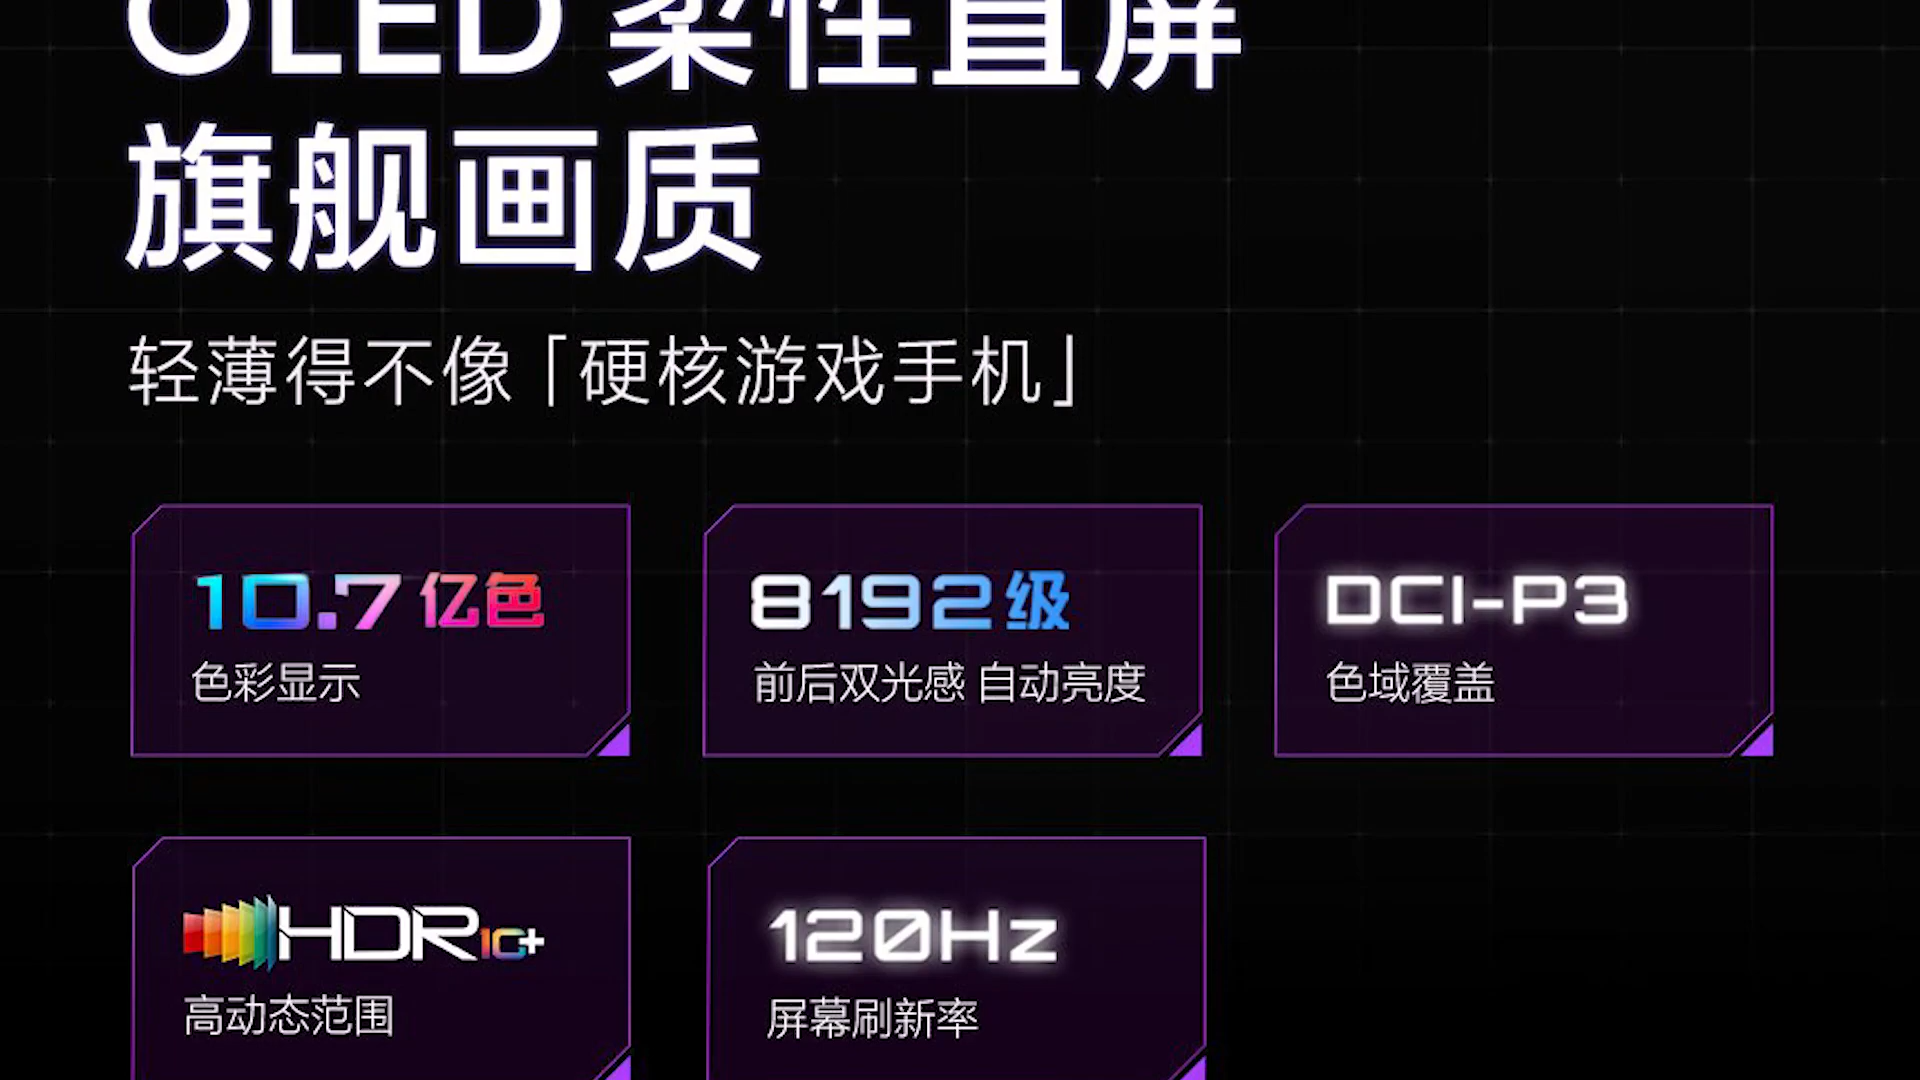 OLED 柔性直屏
旗舰画质
轻薄得不像「硬核游戏手机」
10.7亿色
色彩显示
8192级
前后双光感 自动亮度
DCI-P3
色域覆盖
HDR10+
高动态范围
120Hz
屏幕刷新率